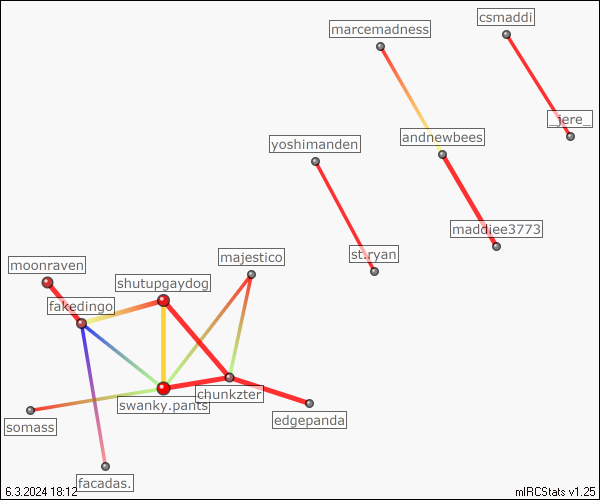 csmaddi
marcemadness
_jere_
andnewbees
yoshimanden
maddiee3773
st.ryan
majestico
moonraven
shutupgaydog
fakedingo
chunkzter
swanky.pants
edgepanda
somass
facadas.
6.3.2024 18:12
mIRCStats v1.25